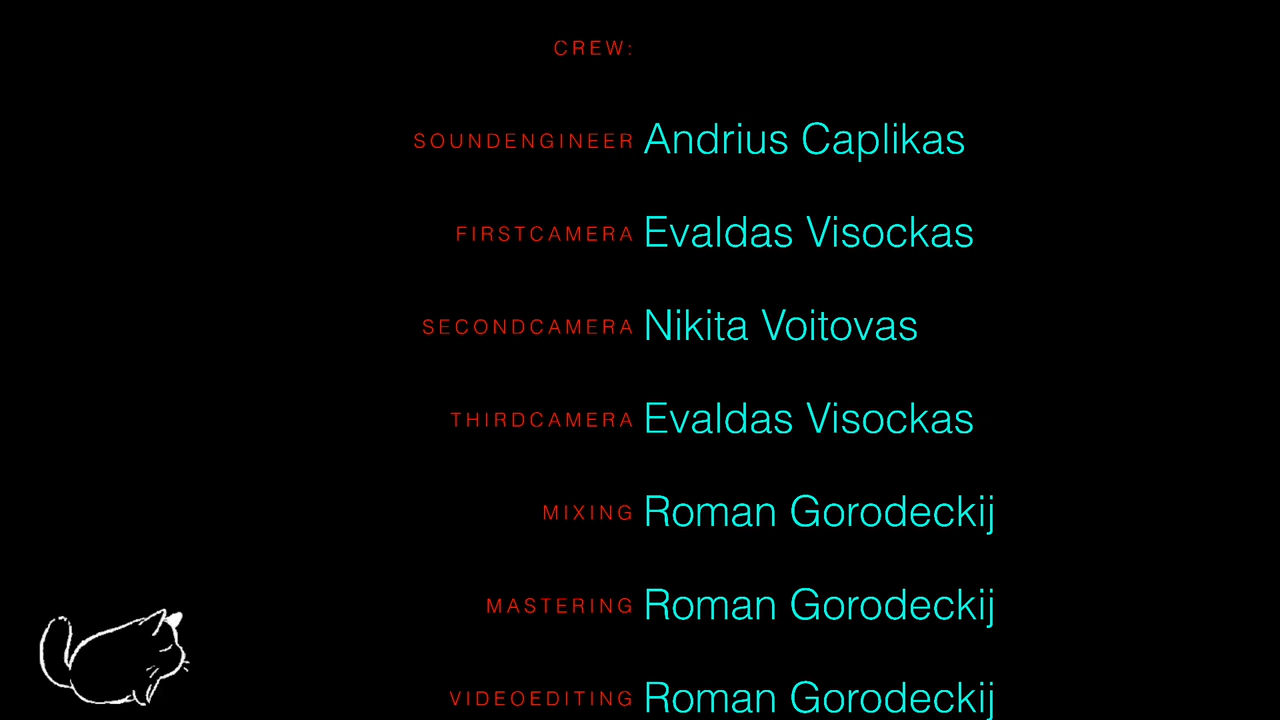 CREW:
SOUNDENGINEER Andrius Caplikas
FIRSTCAMERA Evaldas Visockas
SECONDCAMERA Nikita Voitovas
THIRDCAMERA Evaldas Visockas
MIXING Roman Gorodeckij
MASTERING Roman Gorodeckij
VIDEOEDITING Roman Gorodeckij